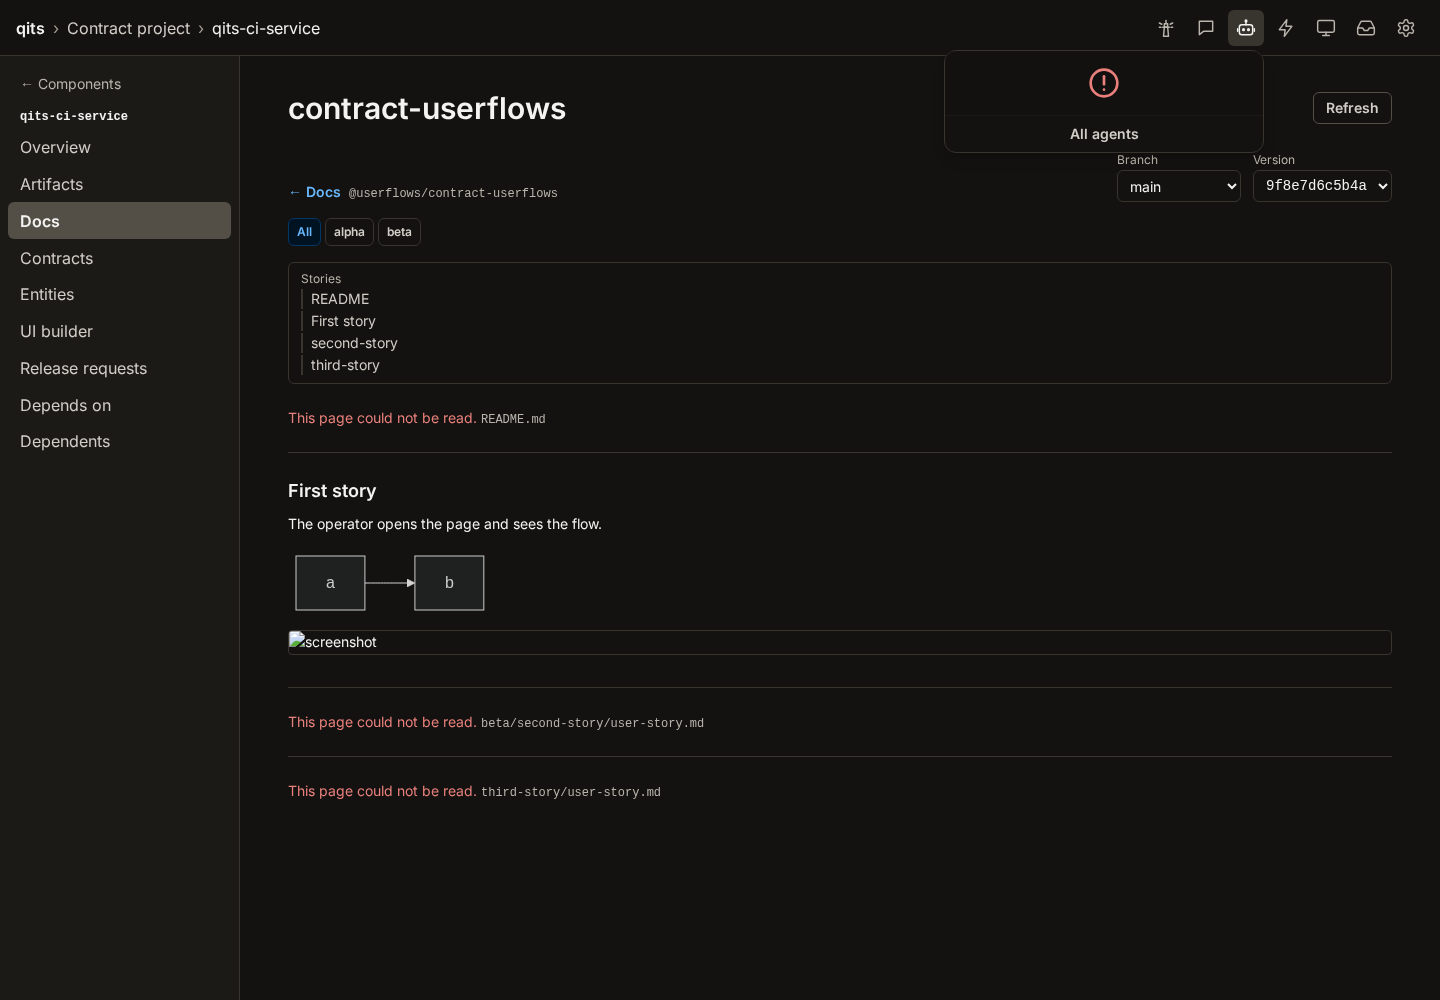 qits › Contract project › qits-ci-service
All agents
← Components
qits-ci-service
Overview
Artifacts
Docs
Contracts
Entities
UI builder
Release requests
Depends on
Dependents
contract-userflows
Refresh
← Docs @userflows/contract-userflows
Branch
main
Version
9f8e7d6c5b4a
All
alpha
beta
Stories
README
First story
second-story
third-story
This page could not be read. README.md
First story
The operator opens the page and sees the flow.
a
b
screenshot
This page could not be read. beta/second-story/user-story.md
This page could not be read. third-story/user-story.md